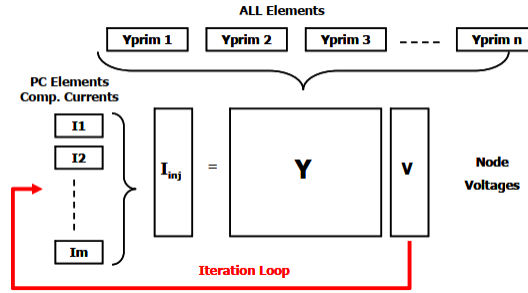 ALL Elements
Yprim 1
Yprim 2
Yprim 3
Yprim n
PC Elements
Comp. Currents
I1
I2
Im
Iinj
=
Y
V
Node
Voltages
Iteration Loop